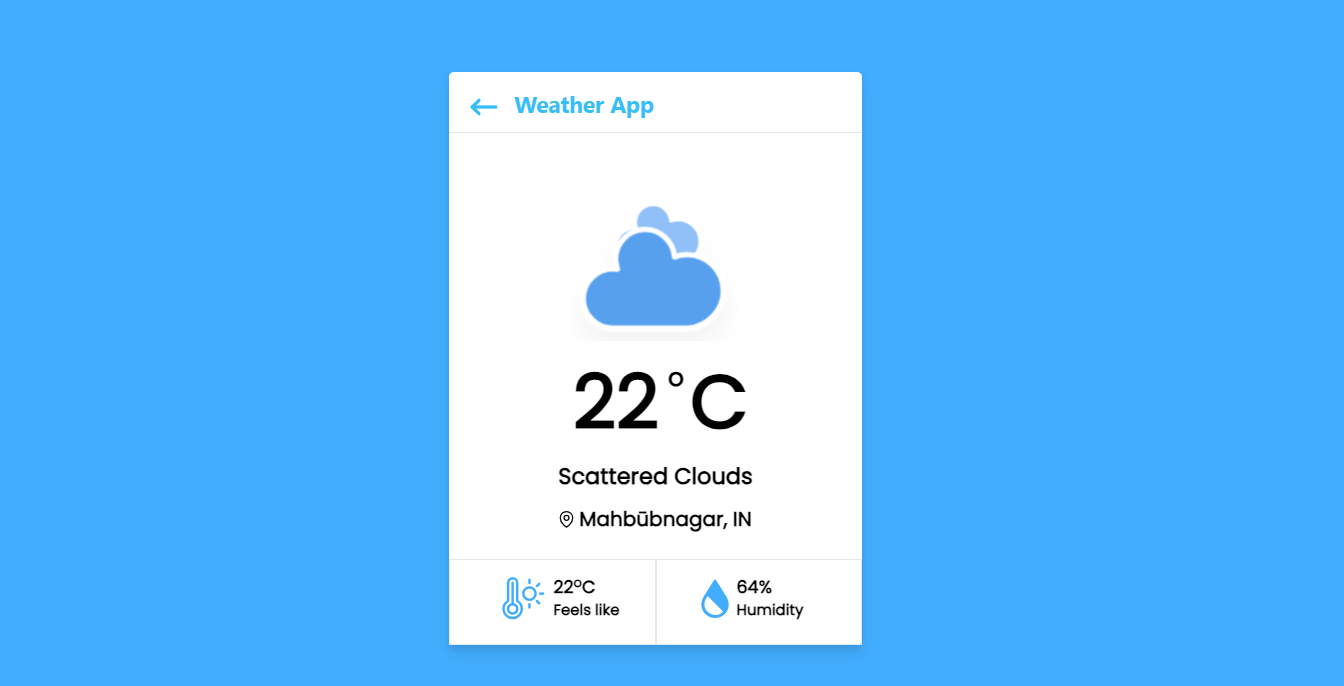 Weather App
22°C
Scattered Clouds
Mahbūbnagar, IN
22°C
Feels like
64%
Humidity